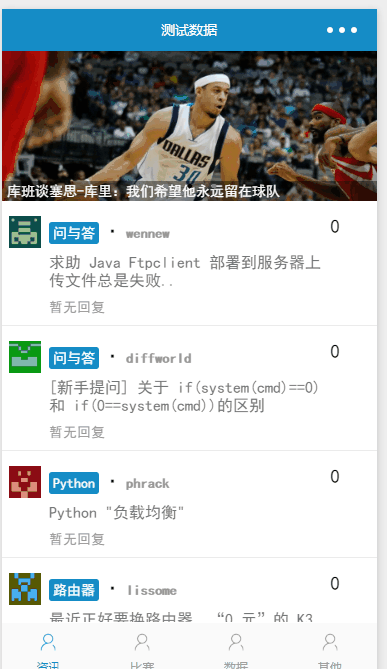 测试数据
DALLAS
30
库班谈塞思-库里：我们希望他永远留在球队
问与答 · wennew 0
求助 Java Ftpclient 部署到服务器上
传文件总是失败..
暂无回复
问与答 · diffworld 0
[新手提问] 关于 if(system(cmd)==0)
和 if(0==system(cmd))的区别
暂无回复
Python · phrack 0
Python "负载均衡"
暂无回复
路由器 · lissome 0
最近正好要换路由器，“0 元”的 K3
资讯 比赛 数据 其他